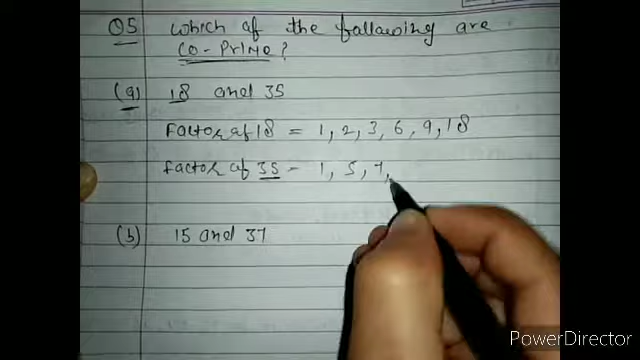 Q5 Which of the following are
CO-PRIME?
(a) 18 and 35
Factor of 18 = 1, 2, 3, 6, 9, 18
Factor of 35 = 1, 5, 7,
(b) 15 and 37
PowerDirector